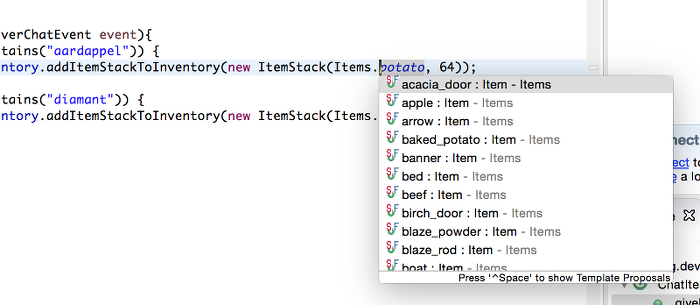 verChatEvent event){
tains("aardappel")) {
ntory.addItemStackToInventory(new ItemStack(Items.potato, 64));
tains("diamant")) {
ntory.addItemStackToInventory(new ItemStack(Items.
acacia_door : Item - Items
apple : Item - Items
arrow : Item - Items
baked_potato : Item - Items
banner : Item - Items
bed : Item - Items
beef : Item - Items
birch_door : Item - Items
blaze_powder : Item - Items
blaze_rod : Item - Items
boat : Item - Items
Press '^Space' to show Template Proposals
nect
ect to
e a lo
e
g.dev
ChatIte
give